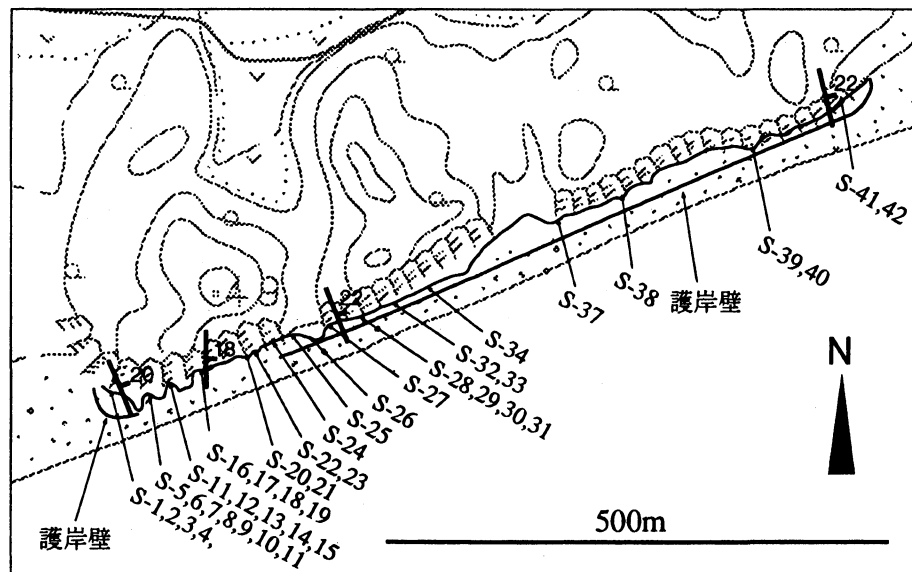 22
S-41,42
S-39,40
護岸壁
S-38
S-37
22
S-34
S-32,33
S-28,29,30,31
S-27
S-26
S-25
S-24
S-22,23
S-20,21
18
S-16,17,18,19
S-11,12,13,14,15
20
S-5,6,7,8,9,10,11
S-1,2,3,4,
護岸壁
N
500m